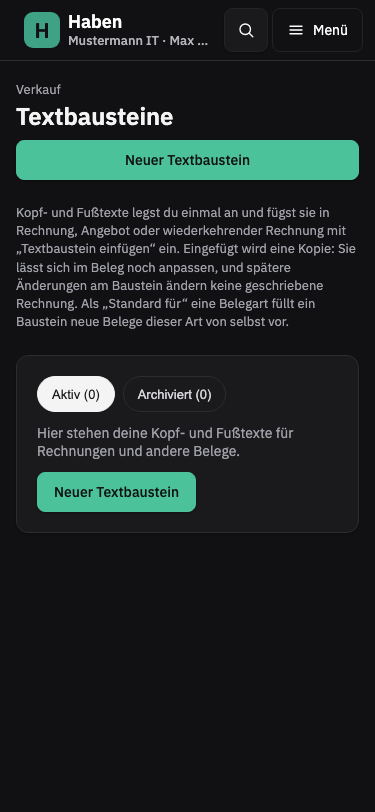 H
Haben
Mustermann IT · Max ...
Menü
Verkauf
Textbausteine
Neuer Textbaustein
Kopf- und Fußtexte legst du einmal an und fügst sie in
Rechnung, Angebot oder wiederkehrender Rechnung mit
„Textbaustein einfügen“ ein. Eingefügt wird eine Kopie: Sie
lässt sich im Beleg noch anpassen, und spätere
Änderungen am Baustein ändern keine geschriebene
Rechnung. Als „Standard für“ eine Belegart füllt ein
Baustein neue Belege dieser Art von selbst vor.
Aktiv (0)
Archiviert (0)
Hier stehen deine Kopf- und Fußtexte für
Rechnungen und andere Belege.
Neuer Textbaustein